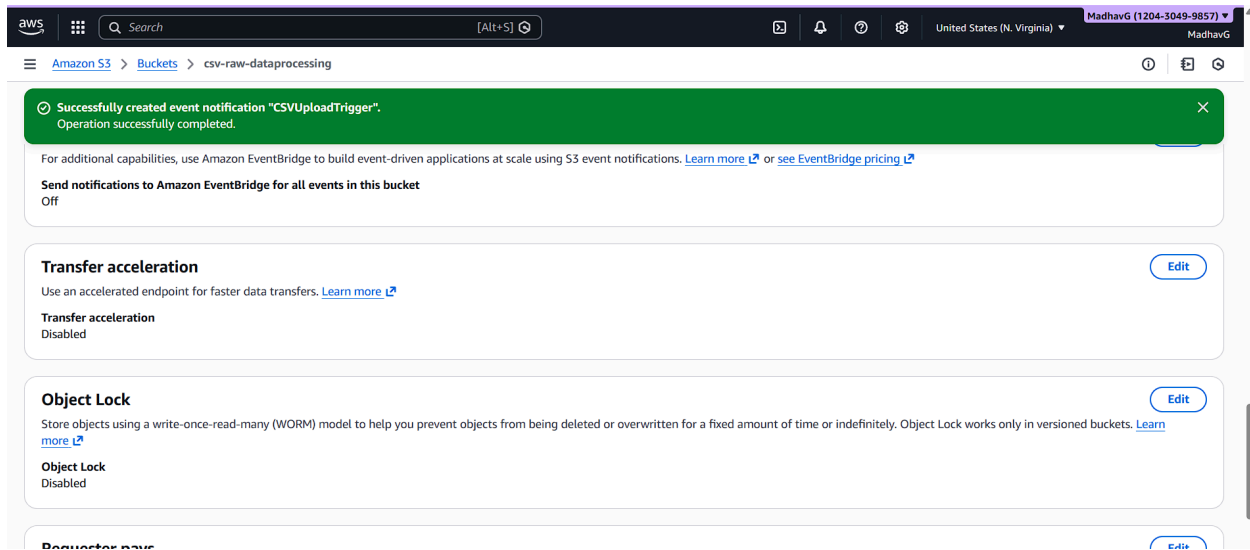 aws
Search
[Alt+S]
United States (N. Virginia) ▼
MadhavG (1204-3049-9857) ▼
MadhavG
Amazon S3 > Buckets > csv-raw-dataprocessing
Successfully created event notification "CSVUploadTrigger".
Operation successfully completed.
For additional capabilities, use Amazon EventBridge to build event-driven applications at scale using S3 event notifications. Learn more or see EventBridge pricing
Send notifications to Amazon EventBridge for all events in this bucket
Off
Transfer acceleration
Edit
Use an accelerated endpoint for faster data transfers. Learn more
Transfer acceleration
Disabled
Object Lock
Edit
Store objects using a write-once-read-many (WORM) model to help you prevent objects from being deleted or overwritten for a fixed amount of time or indefinitely. Object Lock works only in versioned buckets. Learn
more
Object Lock
Disabled
Requester pays
Edit